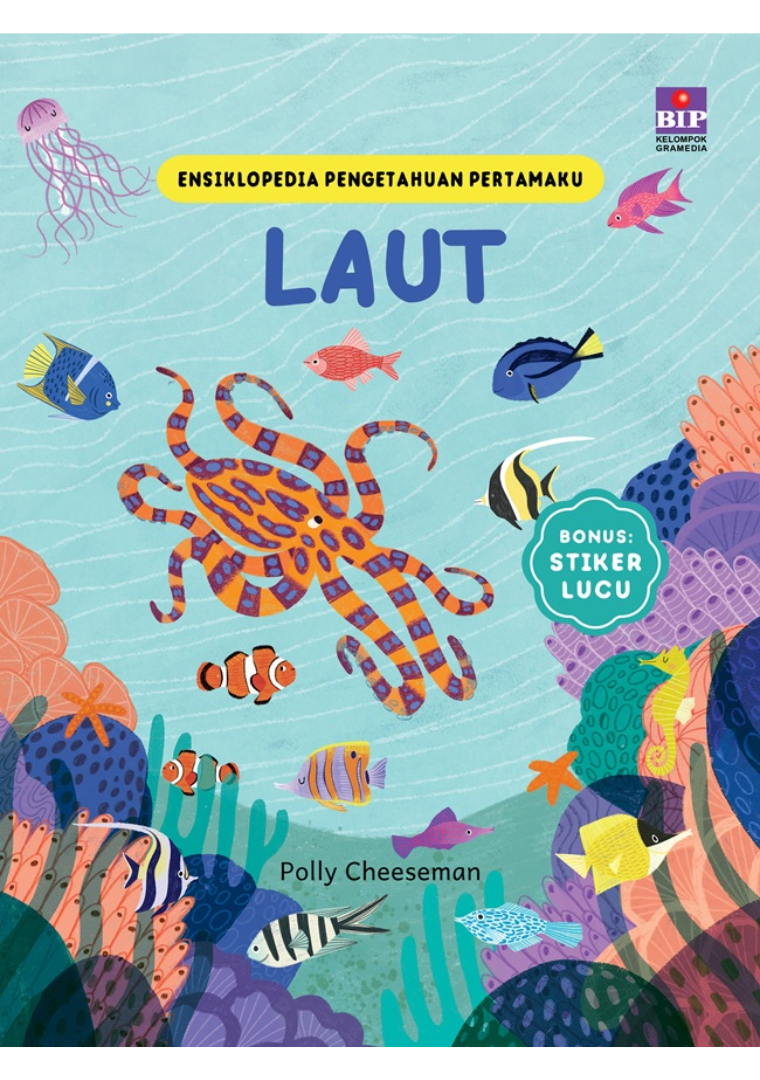 BIP
KELOMPOK
GRAMEDIA
ENSIKLOPEDIA PENGETAHUAN PERTAMAKU
LAUT
BONUS:
STIKER
LUCU
Polly Cheeseman